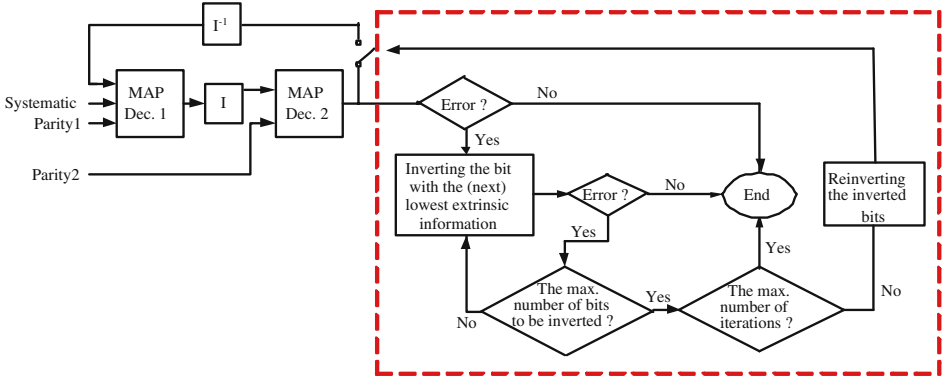 I⁻¹
MAP
Dec. 1
I
MAP
Dec. 2
Systematic
Parity1
Parity2
Error ?
No
Yes
Inverting the bit
with the (next)
lowest extrinsic
information
Error ?
No
Yes
End
Reinverting
the inverted
bits
The max.
number of bits
to be inverted ?
No
Yes
The max.
number of
iterations ?
Yes
No